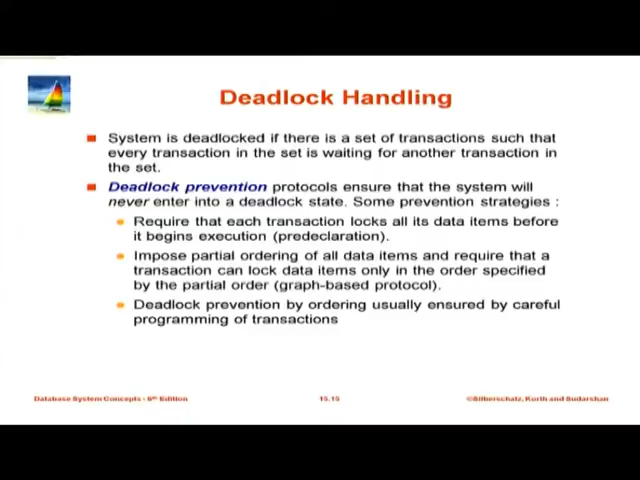 Deadlock Handling
System is deadlocked if there is a set of transactions such that
every transaction in the set is waiting for another transaction in
the set.
Deadlock prevention protocols ensure that the system will
never enter into a deadlock state. Some prevention strategies :
Require that each transaction locks all its data items before
it begins execution (predeclaration).
Impose partial ordering of all data items and require that a
transaction can lock data items only in the order specified
by the partial order (graph-based protocol).
Deadlock prevention by ordering usually ensured by careful
programming of transactions
Database System Concepts - 6th Edition
15.15
©Silberschatz, Korth and Sudarshan